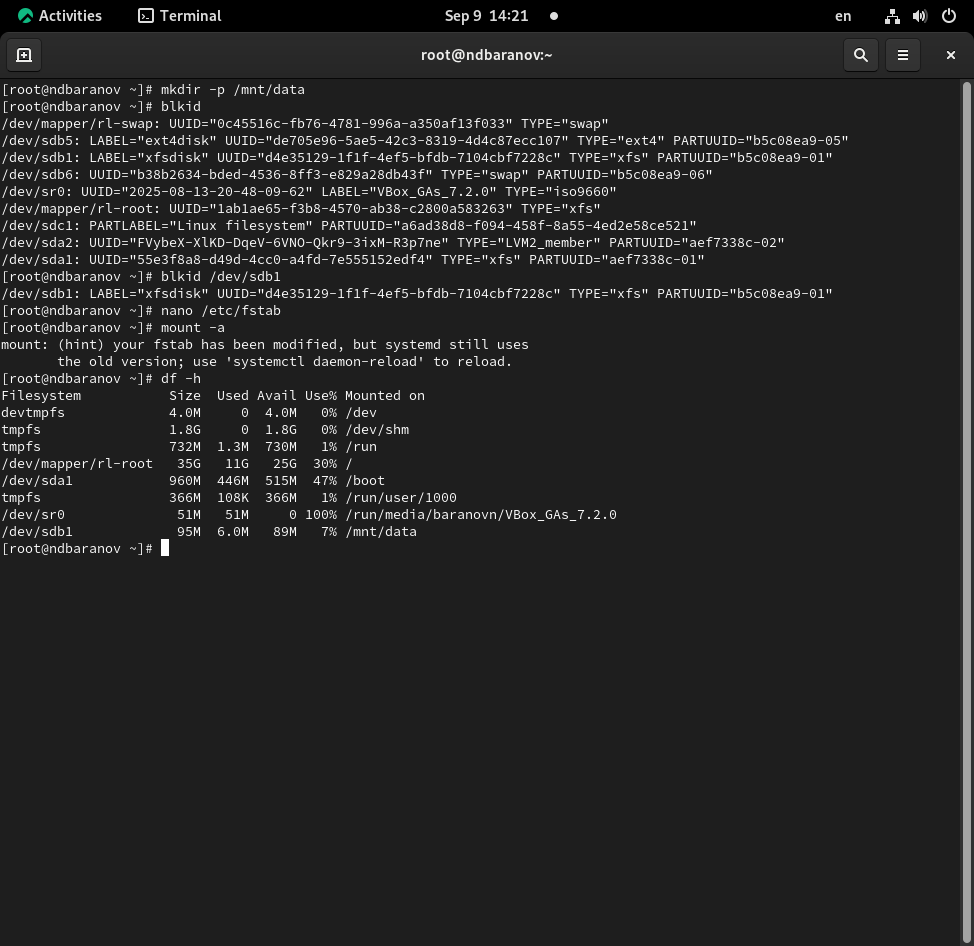 Activities Terminal Sep 9 14:21 en
root@ndbaranov:~
[root@ndbaranov ~]# mkdir -p /mnt/data
[root@ndbaranov ~]# blkid
/dev/mapper/rl-swap: UUID="0c45516c-fb76-4781-996a-a350af13f033" TYPE="swap"
/dev/sdb5: LABEL="ext4disk" UUID="de705e96-5ae5-42c3-8319-4d4c87ecc107" TYPE="ext4" PARTUUID="b5c08ea9-05"
/dev/sdb1: LABEL="xfsdisk" UUID="d4e35129-1f1f-4ef5-bfdb-7104cbf7228c" TYPE="xfs" PARTUUID="b5c08ea9-01"
/dev/sdb6: UUID="b38b2634-bded-4536-8ff3-e829a28db43f" TYPE="swap" PARTUUID="b5c08ea9-06"
/dev/sr0: UUID="2025-08-13-20-48-09-62" LABEL="VBox_GAs_7.2.0" TYPE="iso9660"
/dev/mapper/rl-root: UUID="1ab1ae65-f3b8-4570-ab38-c2800a583263" TYPE="xfs"
/dev/sdc1: PARTLABEL="Linux filesystem" PARTUUID="a6ad38d8-f094-458f-8a55-4ed2e58ce521"
/dev/sda2: UUID="FVybeX-XlKD-DqeV-6VNO-Qkr9-3ixM-R3p7ne" TYPE="LVM2_member" PARTUUID="aef7338c-02"
/dev/sda1: UUID="55e3f8a8-d49d-4cc0-a4fd-7e555152edf4" TYPE="xfs" PARTUUID="aef7338c-01"
[root@ndbaranov ~]# blkid /dev/sdb1
/dev/sdb1: LABEL="xfsdisk" UUID="d4e35129-1f1f-4ef5-bfdb-7104cbf7228c" TYPE="xfs" PARTUUID="b5c08ea9-01"
[root@ndbaranov ~]# nano /etc/fstab
[root@ndbaranov ~]# mount -a
mount: (hint) your fstab has been modified, but systemd still uses
       the old version; use 'systemctl daemon-reload' to reload.
[root@ndbaranov ~]# df -h
Filesystem           Size  Used Avail Use% Mounted on
devtmpfs             4.0M     0  4.0M   0% /dev
tmpfs                1.8G     0  1.8G   0% /dev/shm
tmpfs                732M  1.3M  730M   1% /run
/dev/mapper/rl-root   35G   11G   25G  30% /
/dev/sda1            960M  446M  515M  47% /boot
tmpfs                366M  108K  366M   1% /run/user/1000
/dev/sr0              51M   51M     0 100% /run/media/baranovn/VBox_GAs_7.2.0
/dev/sdb1             95M  6.0M   89M   7% /mnt/data
[root@ndbaranov ~]#